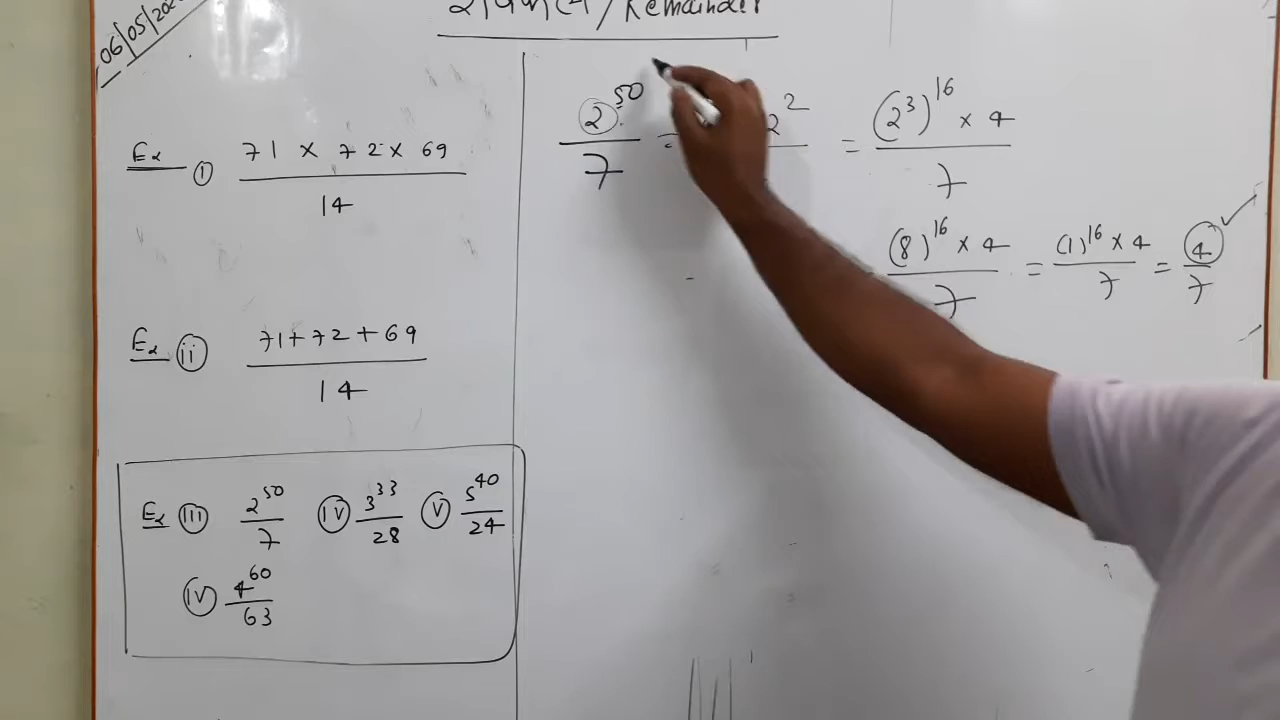 06/05/202
/ Remainder
Ex (i) 71 x 72 x 69
14
Ex (ii) 71 + 72 + 69
14
Ex (iii) 2^50/7 (iv) 3^33/28 (v) 5^40/24
(iv) 4^60/63
2^50/7 = 2^2 = (2^3)^16 x 4/7
(8)^16 x 4/7 = (1)^16 x 4/7 = 4/7